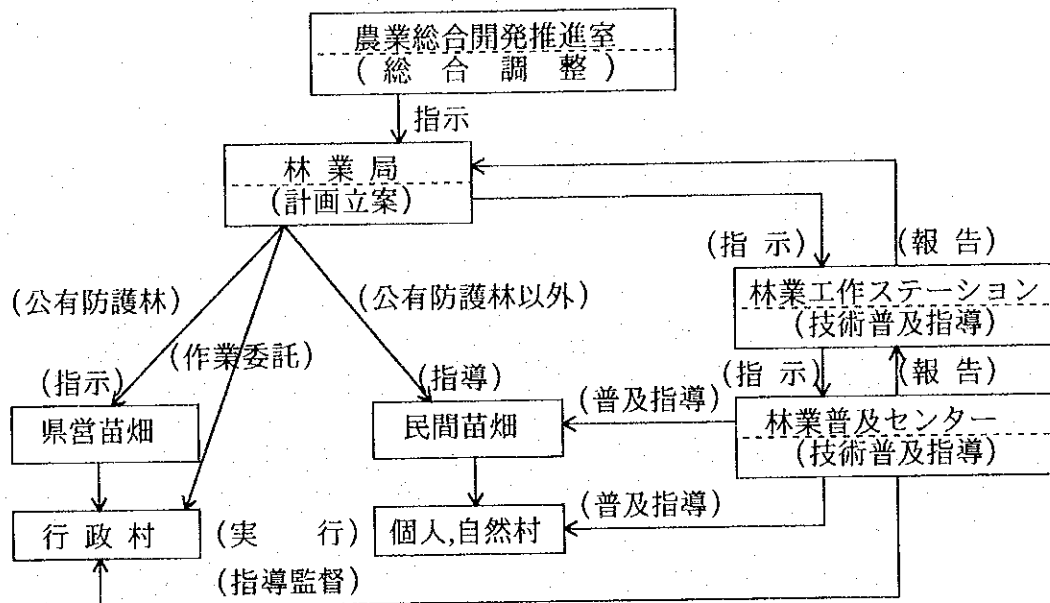 農業総合開発推進室
(総合調整)
指示
林業局
(計画立案)
(指示)
(報告)
(公有防護林)
(公有防護林以外)
林業工作ステーション
(技術普及指導)
(作業委託)
(指示)
(指導)
(指示)
(報告)
(普及指導)
県営苗畑
民間苗畑
林業普及センター
(技術普及指導)
(普及指導)
行政村
(実行)
個人,自然村
(指導監督)